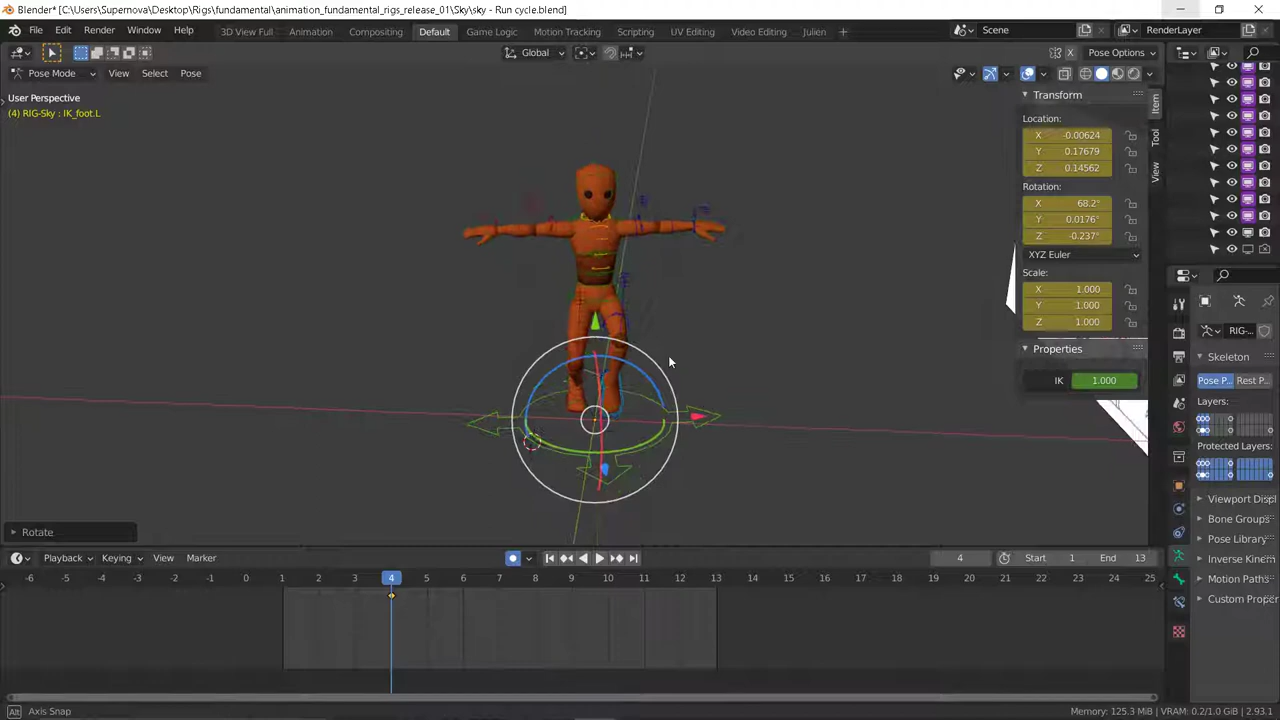 Blender* [C:\Users\Supernova\Desktop\Rigs\fundamental\animation_fundamental_rigs_release_01\Sky\sky - Run cycle.blend]
File Edit Render Window Help 3D View Full Animation Compositing Default Game Logic Motion Tracking Scripting UV Editing Video Editing Julien Scene RenderLayer
Global Pose Options
Pose Mode View Select Pose
User Perspective
(4) RIG-Sky : IK_foot.L
Transform
Location:
X -0.00624
Y 0.17679
Z 0.14562
Rotation:
X 68.2°
Y 0.0176°
Z -0.237°
XYZ Euler
Scale:
X 1.000
Y 1.000
Z 1.000
Properties
IK 1.000
Item
Tool
View
RIG-...
Skeleton
Pose P... Rest P...
Layers:
Protected Layers:
Viewport Displ
Bone Groups
Pose Library
Inverse Kinem
Motion Paths
Custom Proper
Rotate
Playback Keying View Marker 4 Start 1 End 13
-6 -5 -4 -3 -2 -1 1 2 3 4 5 6 7 8 9 10 11 12 13 14 15 16 17 18 19 20 21 22 23 24 25
Alt Axis Snap Memory: 125.3 MiB | VRAM: 0.2/1.0 GiB | 2.93.1